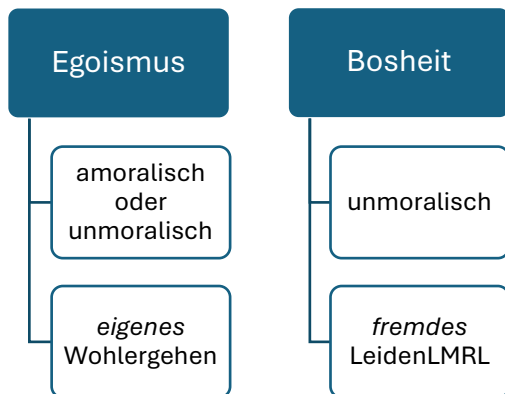 Egoismus
amoralisch
oder
unmoralisch
eigenes
Wohlergehen
Bosheit
unmoralisch
fremdes
LeidenLMRL